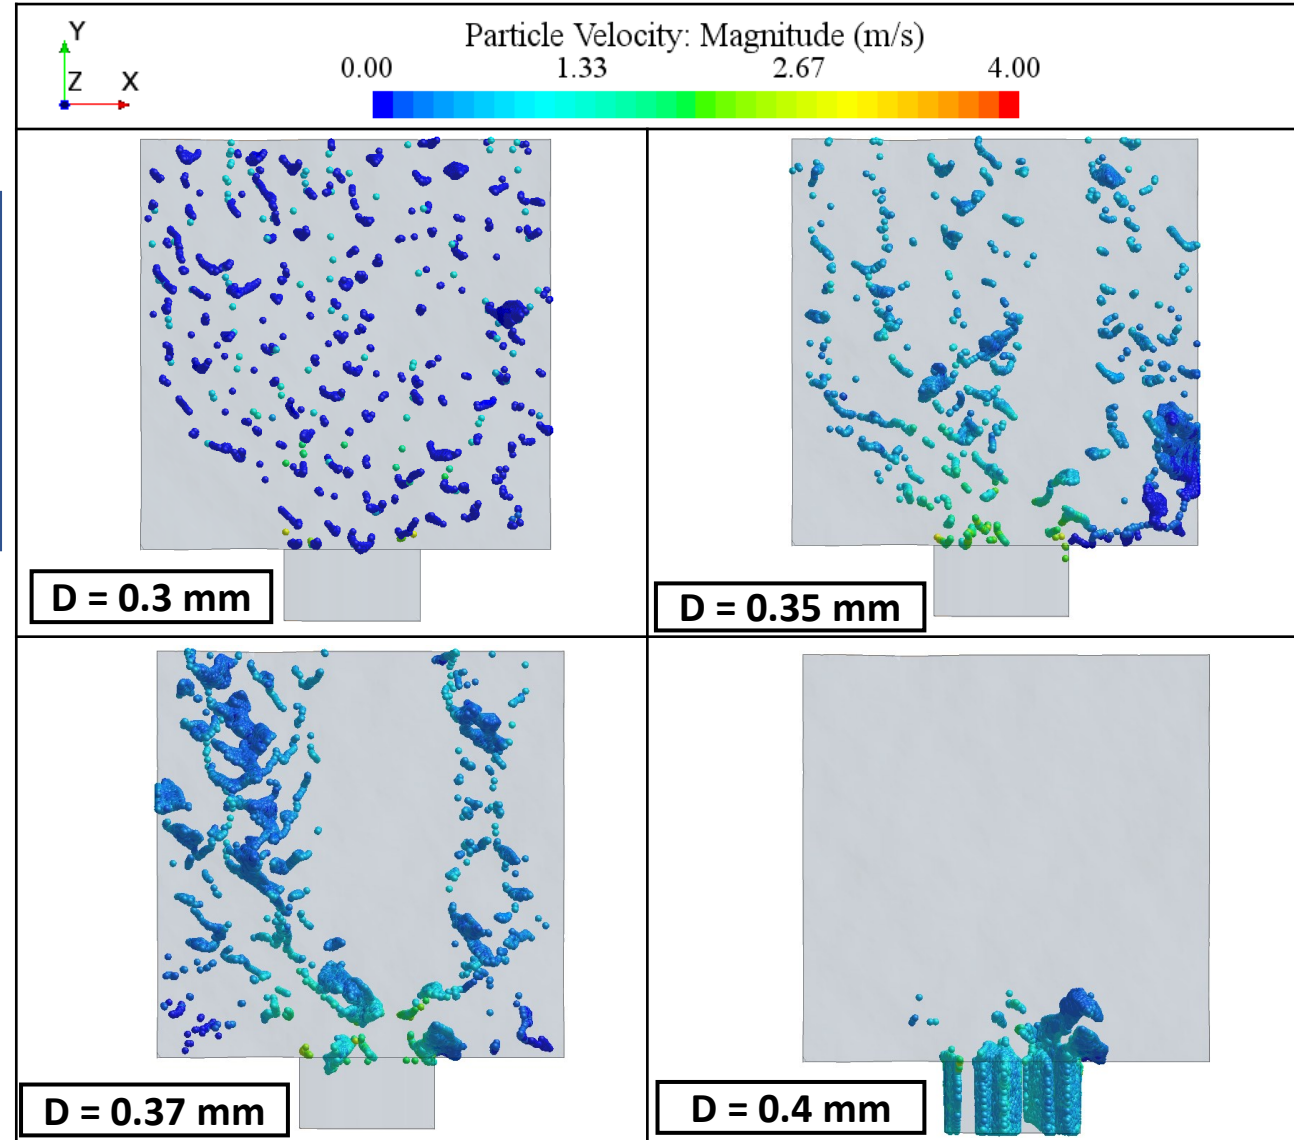 Y
Z X
Particle Velocity: Magnitude (m/s)
0.00 1.33 2.67 4.00
D = 0.3 mm
D = 0.35 mm
D = 0.37 mm
D = 0.4 mm